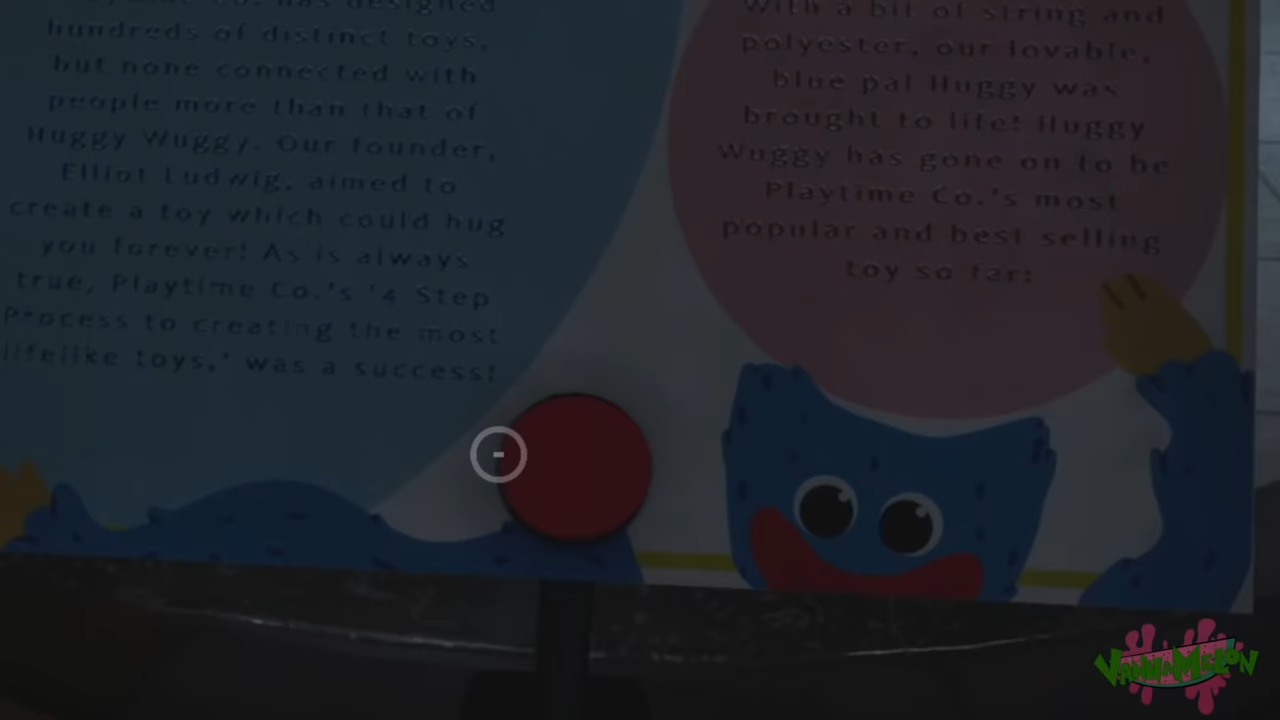 Co. has designed
hundreds of distinct toys,
but none connected with
people more than that of
Huggy Wuggy. Our founder,
Elliot Ludwig, aimed to
create a toy which could hug
you forever! As is always
true, Playtime Co.'s '4 Step
Process to creating the most
lifelike toys,' was a success!
With a bit of string and
polyester, our lovable,
blue pal Huggy was
brought to life! Huggy
Wuggy has gone on to be
Playtime Co.'s most
popular and best selling
toy so far!
VANNAMELON